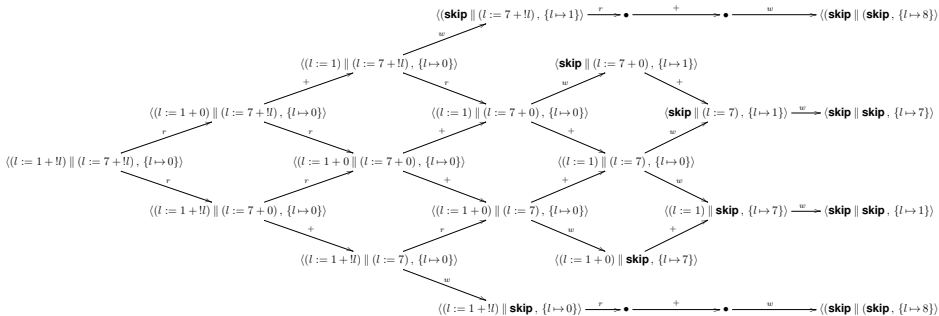 ⟨(skip ∥ (l := 7 + !l) , {l ↦ 1}⟩ r • + • w ⟨(skip ∥ (skip , {l ↦ 8}⟩
w
⟨(l := 1) ∥ (l := 7 + !l) , {l ↦ 0}⟩ ⟨skip ∥ (l := 7 + 0) , {l ↦ 1}⟩
+ r w +
⟨(l := 1 + 0) ∥ (l := 7 + !l) , {l ↦ 0}⟩ ⟨(l := 1) ∥ (l := 7 + 0) , {l ↦ 0}⟩ ⟨skip ∥ (l := 7) , {l ↦ 1}⟩ w ⟨skip ∥ skip , {l ↦ 7}⟩
r r + + w
⟨(l := 1 + !l) ∥ (l := 7 + !l) , {l ↦ 0}⟩ ⟨(l := 1 + 0 ∥ (l := 7 + 0) , {l ↦ 0}⟩ ⟨(l := 1) ∥ (l := 7) , {l ↦ 0}⟩
r r + + w
⟨(l := 1 + !l) ∥ (l := 7 + 0) , {l ↦ 0}⟩ ⟨(l := 1 + 0) ∥ (l := 7) , {l ↦ 0}⟩ ⟨(l := 1) ∥ skip , {l ↦ 7}⟩ w ⟨skip ∥ skip , {l ↦ 1}⟩
+ r w +
⟨(l := 1 + !l) ∥ (l := 7) , {l ↦ 0}⟩ ⟨(l := 1 + 0) ∥ skip , {l ↦ 7}⟩
w
⟨(l := 1 + !l) ∥ skip , {l ↦ 0}⟩ r • + • w ⟨(skip ∥ (skip , {l ↦ 8}⟩